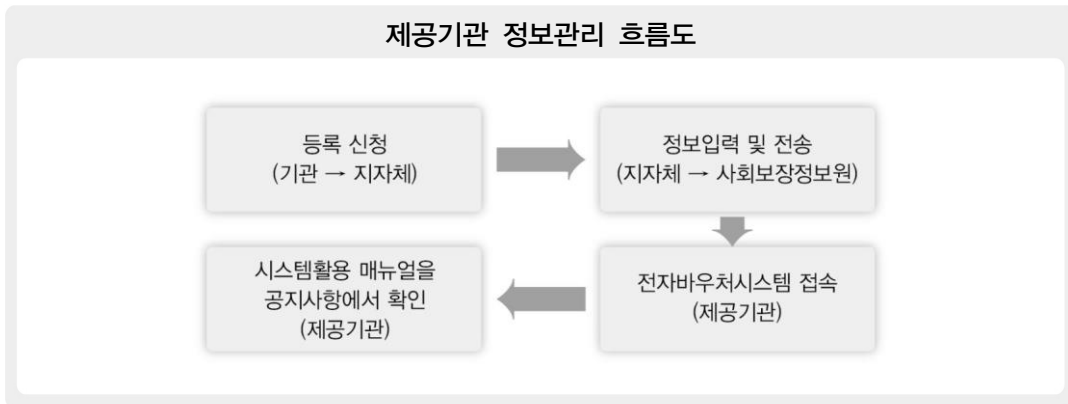 제공기관 정보관리 흐름도
등록 신청
(기관 → 지자체)
정보입력 및 전송
(지자체 → 사회보장정보원)
전자바우처시스템 접속
(제공기관)
시스템활용 매뉴얼을
공지사항에서 확인
(제공기관)